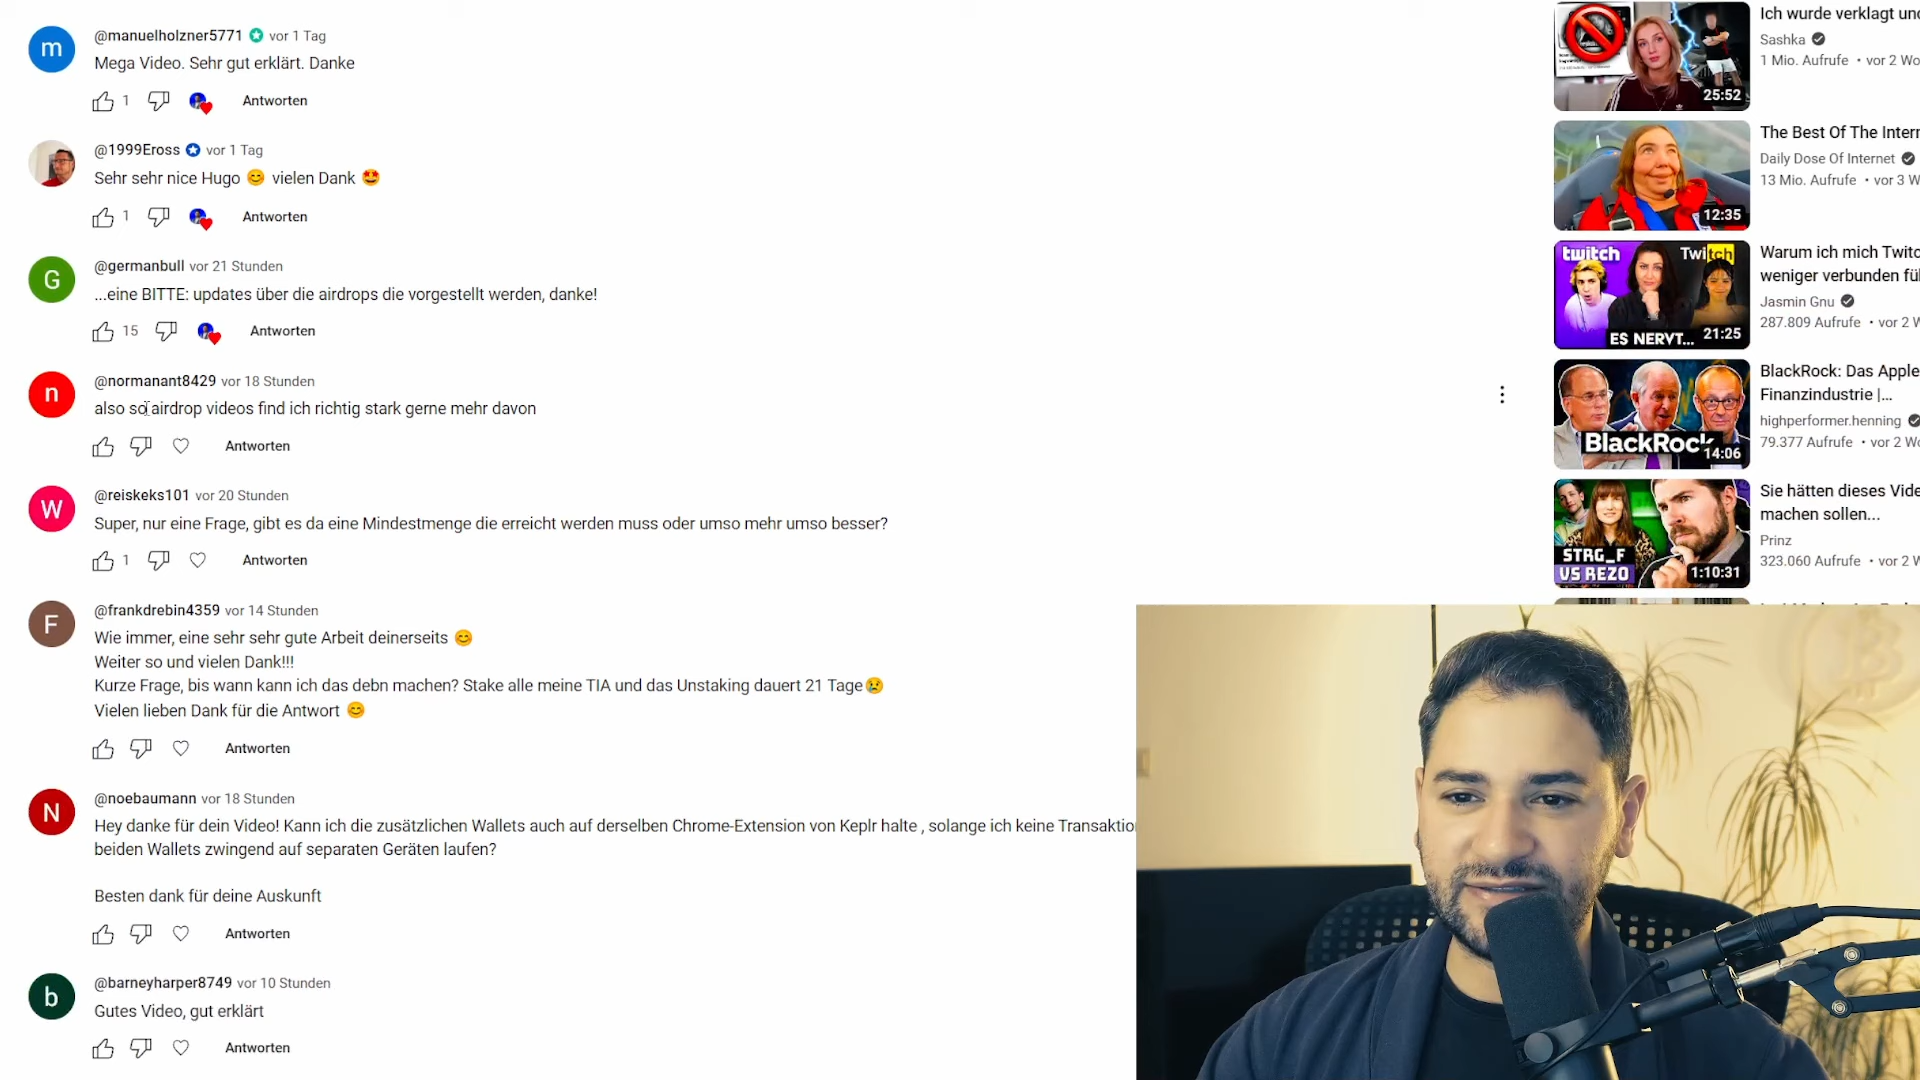 @manuelholzner5771 vor 1 Tag
Mega Video. Sehr gut erklärt. Danke
1 Antworten
@1999Eross vor 1 Tag
Sehr sehr nice Hugo 😊 vielen Dank 🤩
1 Antworten
G
@germanbull vor 21 Stunden
...eine BITTE: updates über die airdrops die vorgestellt werden, danke!
15 Antworten
n
@normanant8429 vor 18 Stunden
also so airdrop videos find ich richtig stark gerne mehr davon
Antworten
W
@reiskeks101 vor 20 Stunden
Super, nur eine Frage, gibt es da eine Mindestmenge die erreicht werden muss oder umso mehr umso besser?
1 Antworten
F
@frankdrebin4359 vor 14 Stunden
Wie immer, eine sehr sehr gute Arbeit deinerseits 😊
Weiter so und vielen Dank!!!
Kurze Frage, bis wann kann ich das debn machen? Stake alle meine TIA und das Unstaking dauert 21 Tage😢
Vielen lieben Dank für die Antwort 😊
Antworten
N
@noebaumann vor 18 Stunden
Hey danke für dein Video! Kann ich die zusätzlichen Wallets auch auf derselben Chrome-Extension von Keplr halte , solange ich keine Transaktio
beiden Wallets zwingend auf separaten Geräten laufen?
Besten dank für deine Auskunft
Antworten
b
@barneyharper8749 vor 10 Stunden
Gutes Video, gut erklärt
Antworten
m
25:52
Ich wurde verklagt und
Sashka
1 Mio. Aufrufe • vor 2 Wo
12:35
The Best Of The Intern
Daily Dose Of Internet
13 Mio. Aufrufe • vor 3 W
twitch
Twitch
ES NERVT...
21:25
Warum ich mich Twitc
weniger verbunden fü
Jasmin Gnu
287.809 Aufrufe • vor 2 W
BlackRock
14:06
BlackRock: Das Apple
Finanzindustrie |...
highperformer.henning
79.377 Aufrufe • vor 2 Wo
STRG_F
VS REZO
1:10:31
Sie hätten dieses Vide
machen sollen...
Prinz
323.060 Aufrufe • vor 2 W